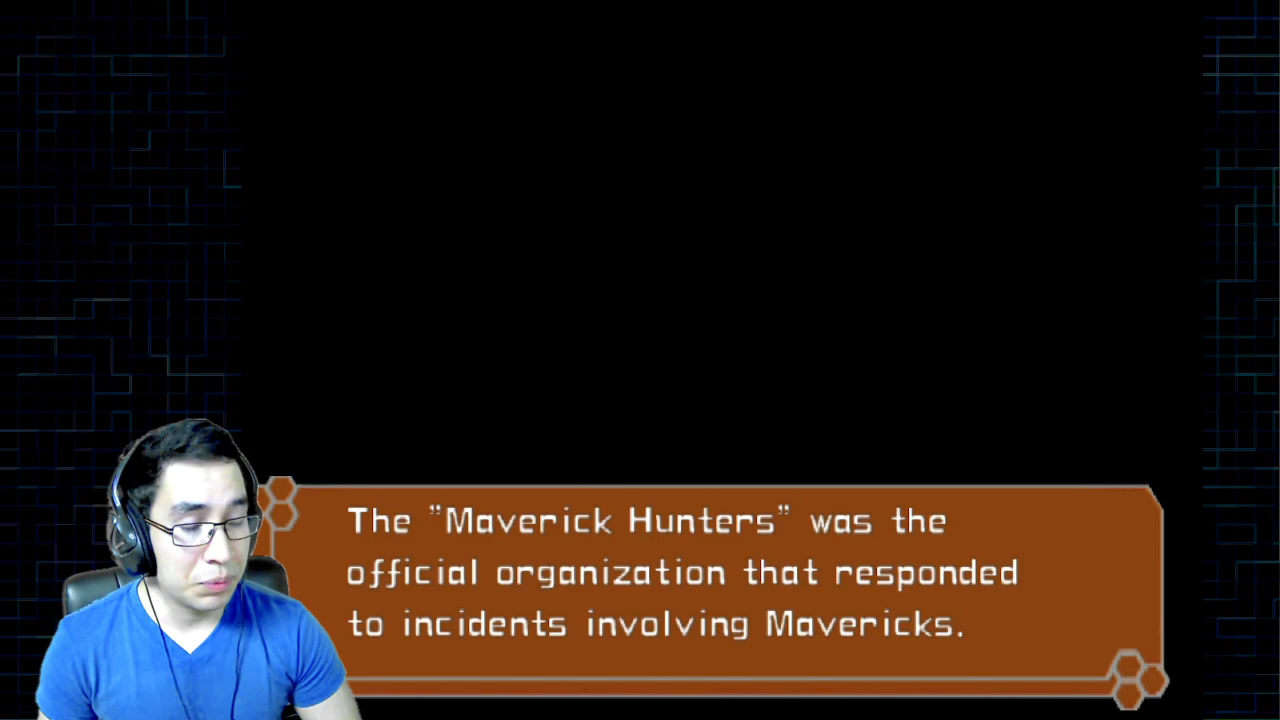 The "Maverick Hunters" was the
official organization that responded
to incidents involving Mavericks.